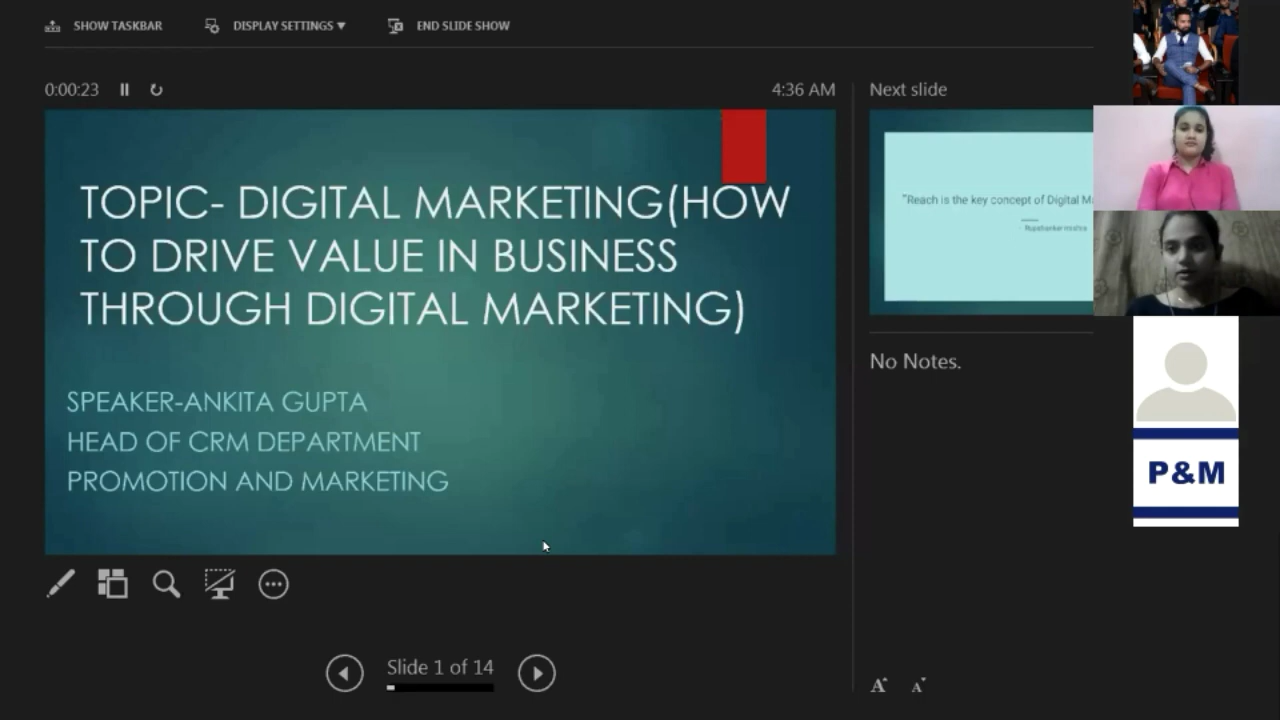 SHOW TASKBAR
DISPLAY SETTINGS ▼
END SLIDE SHOW
0:00:23
4:36 AM
Next slide
TOPIC- DIGITAL MARKETING(HOW
TO DRIVE VALUE IN BUSINESS
THROUGH DIGITAL MARKETING)
SPEAKER-ANKITA GUPTA
HEAD OF CRM DEPARTMENT
PROMOTION AND MARKETING
"Reach is the key concept of Digital
No Notes.
P&M
Slide 1 of 14
A A